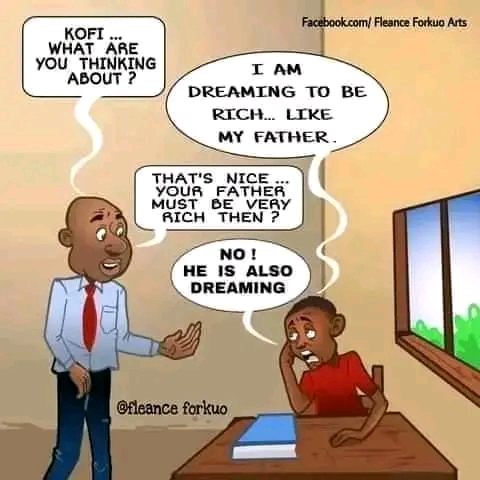 Facebook.com/ Fleance Forkuo Arts
KOFI ...
WHAT ARE
YOU THINKING
ABOUT ?
I AM
DREAMING TO BE
RICH... LIKE
MY FATHER.
THAT'S NICE ...
YOUR FATHER
MUST BE VERY
RICH THEN ?
NO !
HE IS ALSO
DREAMING
@fleance forkuo